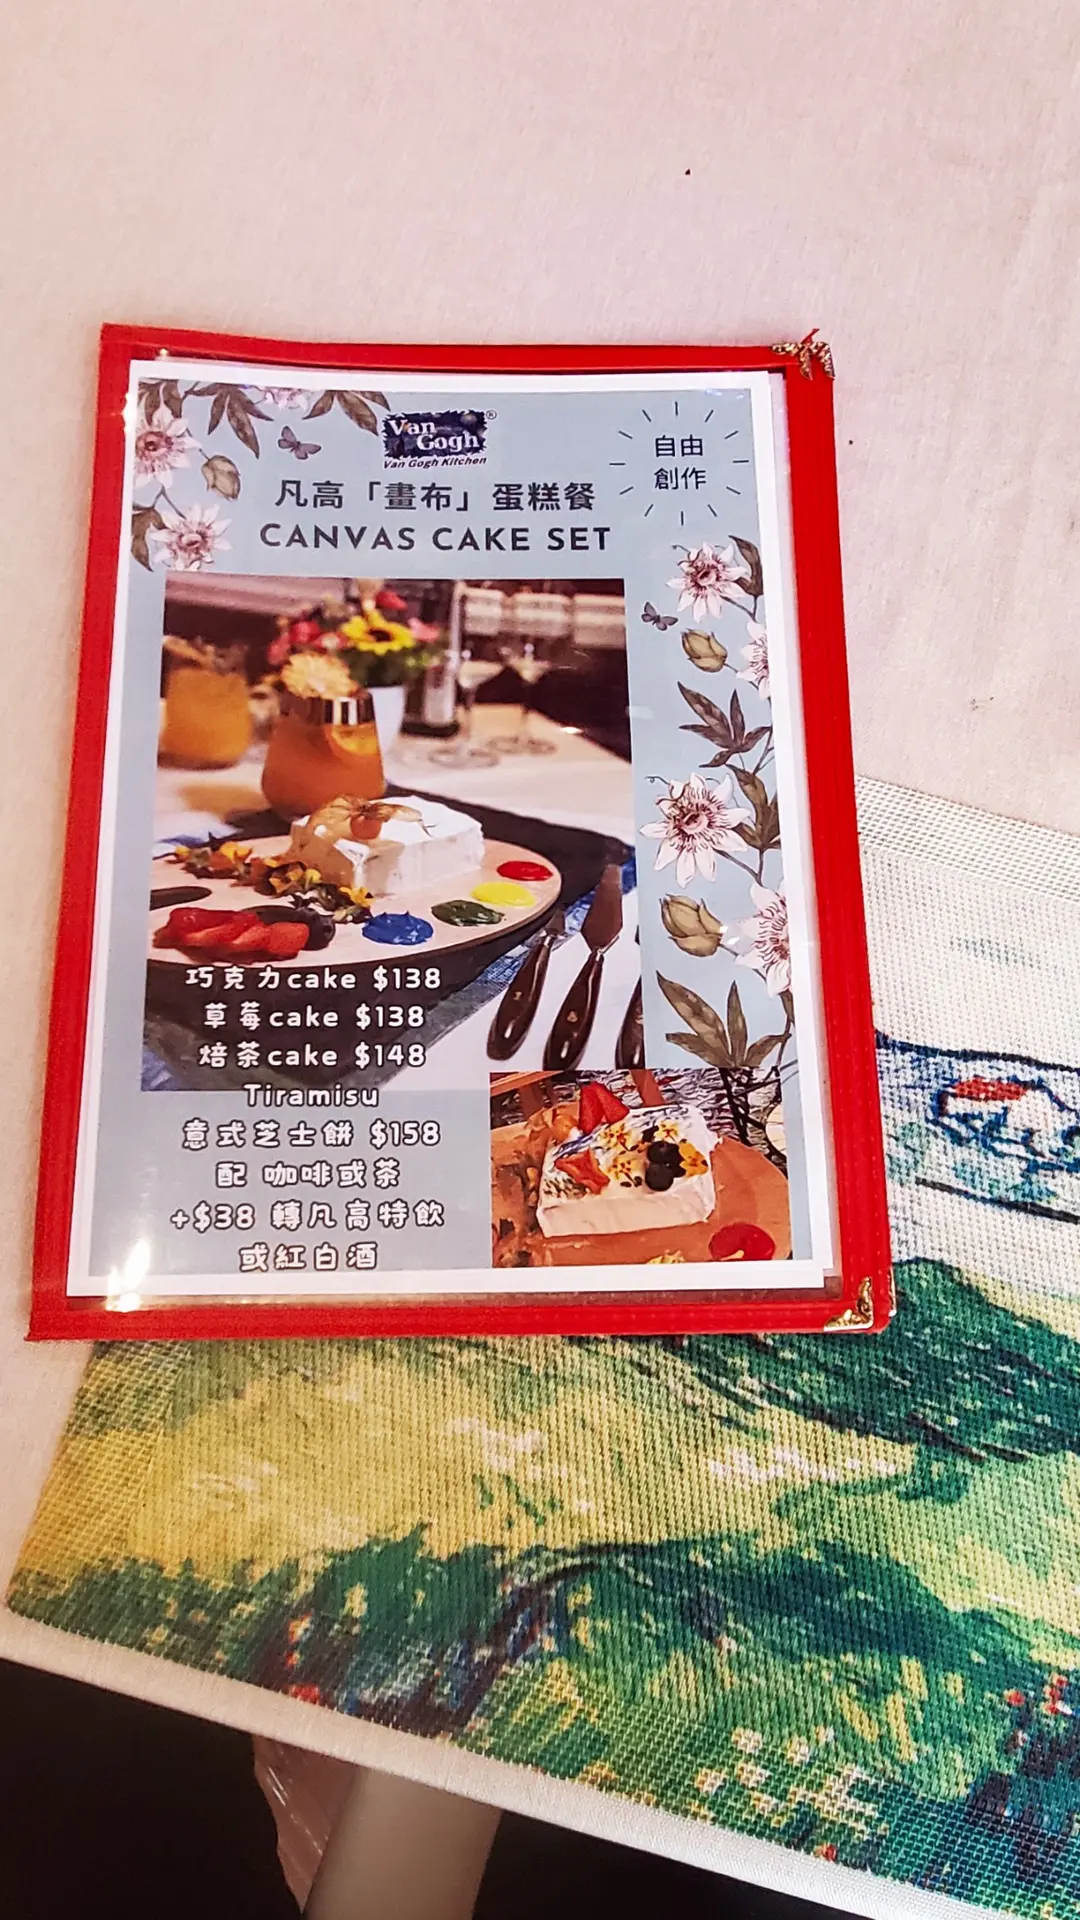 Van
Gogh®
Van Gogh Kitchen
自由
創作
凡高「畫布」蛋糕餐
CANVAS CAKE SET
巧克力cake $138
草莓cake $138
焙茶cake $148
Tiramisu
意式芝士餅 $158
配 咖啡或茶
+$38 轉凡高特飲
或紅白酒